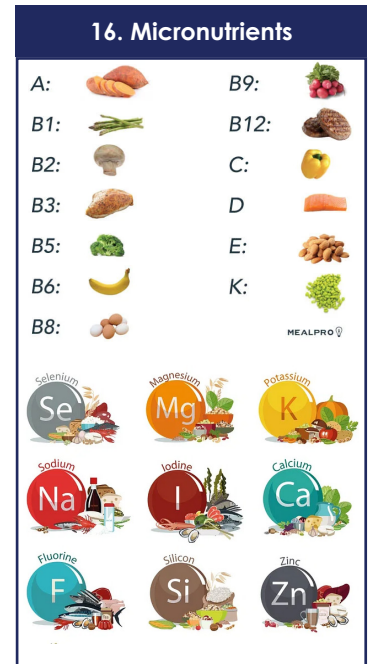 16. Micronutrients
A:
B1:
B2:
B3:
B5:
B6:
B8:
B9:
B12:
C:
D
E:
K:
MEALPRO
Selenium
Se
Magnesium
Mg
Potassium
K
Sodium
Na
Iodine
I
Calcium
Ca
Fluorine
F
Silicon
Si
Zinc
Zn